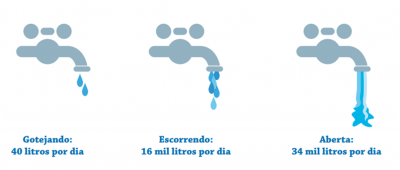 Gotejando:
40 litros por dia
Escorrendo:
16 mil litros por dia
Aberta:
34 mil litros por dia